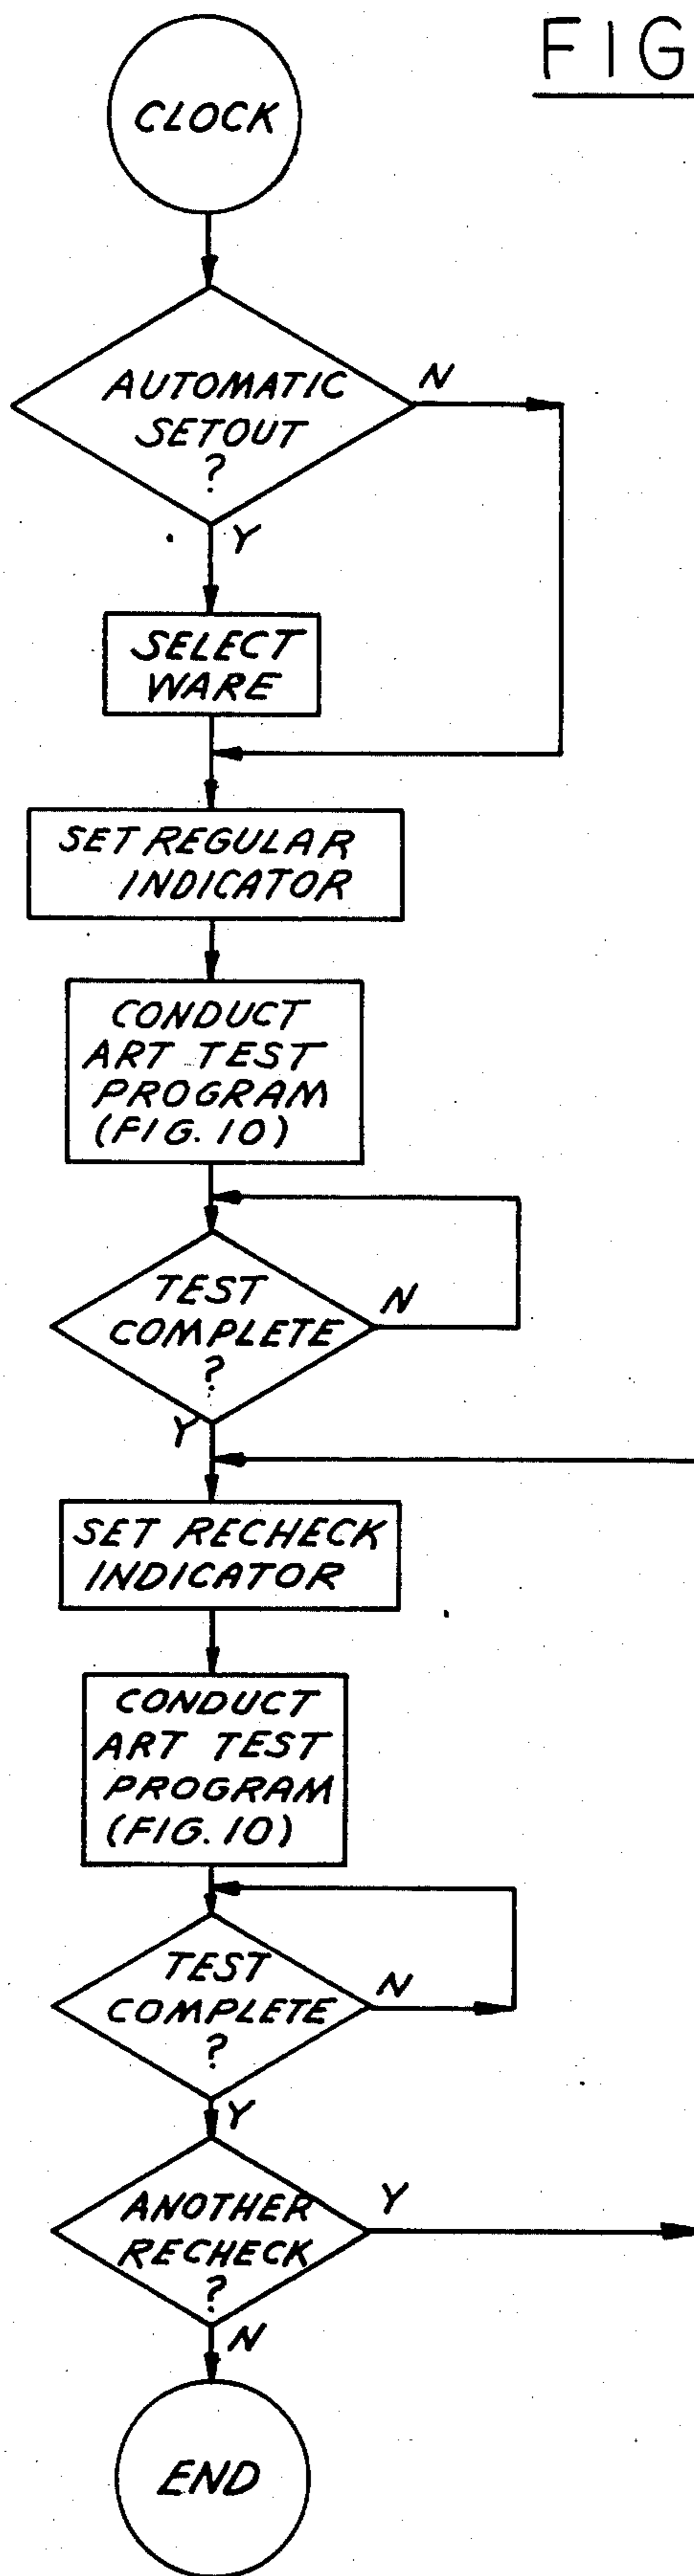 FIG
CLOCK
AUTOMATIC
SETOUT
?
N
Y
SELECT
WARE
SET REGULAR
INDICATOR
CONDUCT
ART TEST
PROGRAM
(FIG. 10)
TEST
COMPLETE
?
N
Y
SET RECHECK
INDICATOR
CONDUCT
ART TEST
PROGRAM
(FIG. 10)
TEST
COMPLETE
?
N
Y
ANOTHER
RECHECK
?
Y
N
END